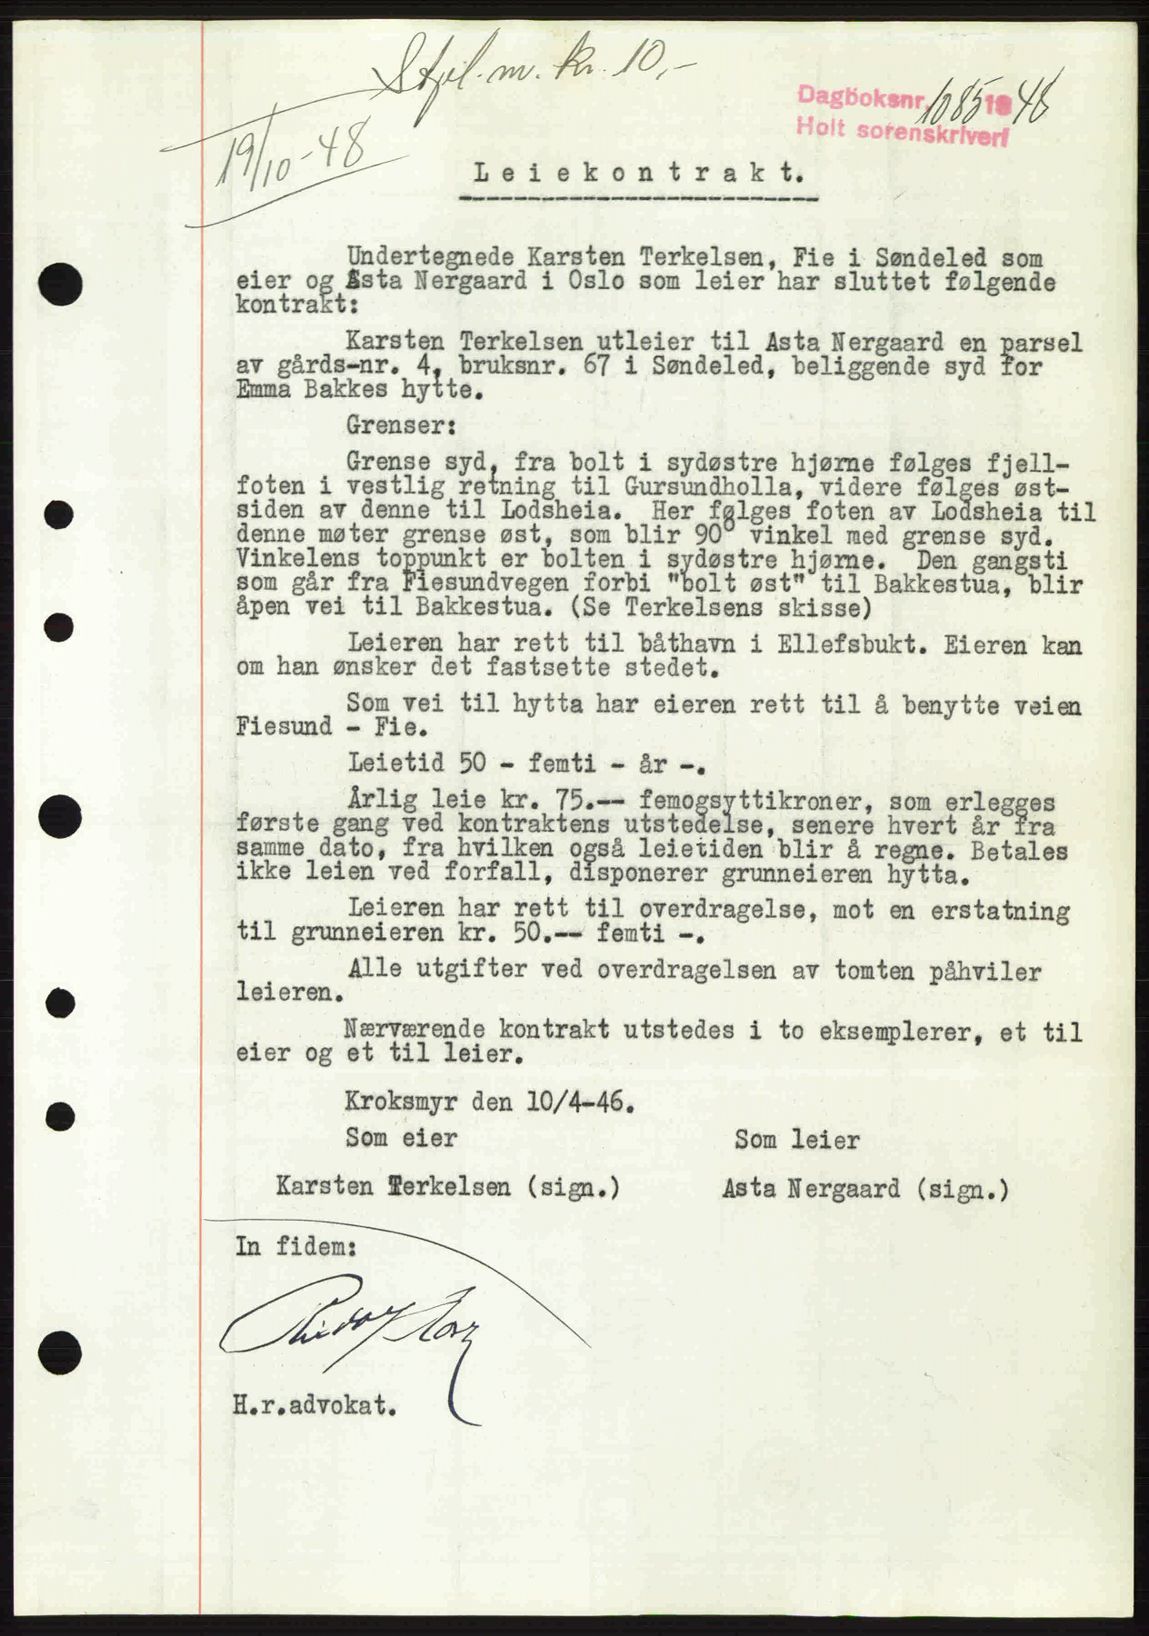 Stpl. m. kr. 10,-
Dagboksnr. 1085 1948
Holt sorenskriveri
19/10-48
Leiekontrakt.
Undertegnede Karsten Terkelsen, Fie i Søndeled som
eier og Asta Nergaard i Oslo som leier har sluttet følgende
kontrakt:
Karsten Terkelsen utleier til Asta Nergaard en parsel
av gårds-nr. 4, bruksnr. 67 i Søndeled, beliggende syd for
Emma Bakkes hytte.
Grenser:
Grense syd, fra bolt i sydøstre hjørne følges fjell-
foten i vestlig retning til Gursundholla, videre følges øst-
siden av denne til Lodsheia. Her følges foten av Lodsheia til
denne møter grense øst, som blir 90° vinkel med grense syd.
Vinkelens toppunkt er bolten i sydøstre hjørne. Den gangsti
som går fra Fiesundvegen forbi "bolt øst" til Bakkestua, blir
åpen vei til Bakkestua. (Se Terkelsens skisse)
Leieren har rett til båthavn i Ellefsbukt. Eieren kan
om han ønsker det fastsette stedet.
Som vei til hytta har eieren rett til å benytte veien
Fiesund - Fie.
Leietid 50 - femti - år -.
Årlig leie kr. 75.-- femogsyttikroner, som erlegges
første gang ved kontraktens utstedelse, senere hvert år fra
samme dato, fra hvilken også leietiden blir å regne. Betales
ikke leien ved forfall, disponerer grunneieren hytta.
Leieren har rett til overdragelse, mot en erstatning
til grunneieren kr. 50.-- femti -.
Alle utgifter ved overdragelsen av tomten påhviler
leieren.
Nærværende kontrakt utstedes i to eksemplerer, et til
eier og et til leier.
Kroksmyr den 10/4-46.
Som eier Som leier
Karsten Terkelsen (sign.) Asta Nergaard (sign.)
In fidem:
H.r.advokat.